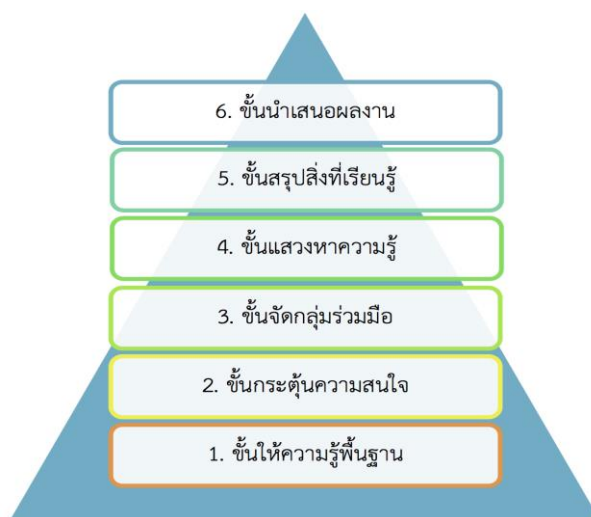 6. ขั้นนำเสนอผลงาน
5. ขั้นสรุปสิ่งที่เรียนรู้
4. ขั้นแสวงหาความรู้
3. ขั้นจัดกลุ่มร่วมมือ
2. ขั้นกระตุ้นความสนใจ
1. ขั้นให้ความรู้พื้นฐาน